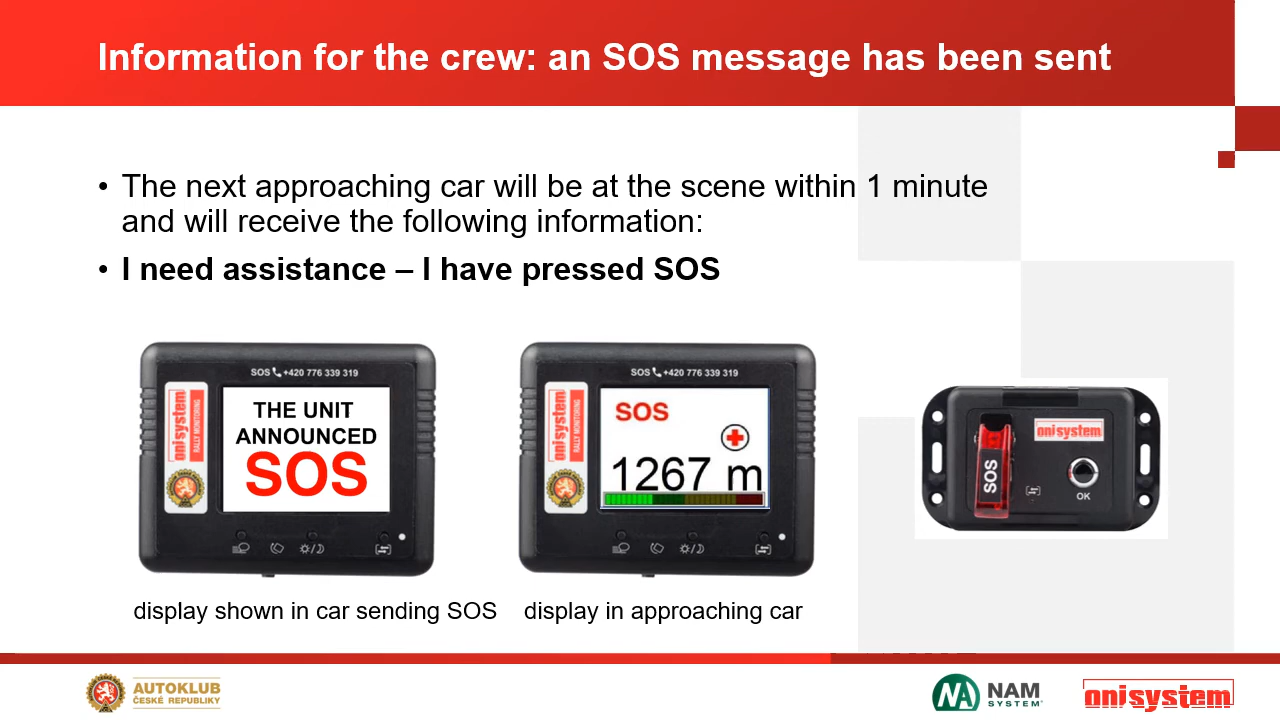 Information for the crew: an SOS message has been sent
• The next approaching car will be at the scene within 1 minute
and will receive the following information:
• I need assistance – I have pressed SOS
SOS +420 776 339 319
onisystem
RALLY MONITORING
THE UNIT
ANNOUNCED
SOS
SOS +420 776 339 319
onisystem
RALLY MONITORING
SOS
1267 m
onisystem
SOS
OK
display shown in car sending SOS
display in approaching car
AUTOKLUB
ČESKÉ REPUBLIKY
NAM
SYSTEM
onisystem